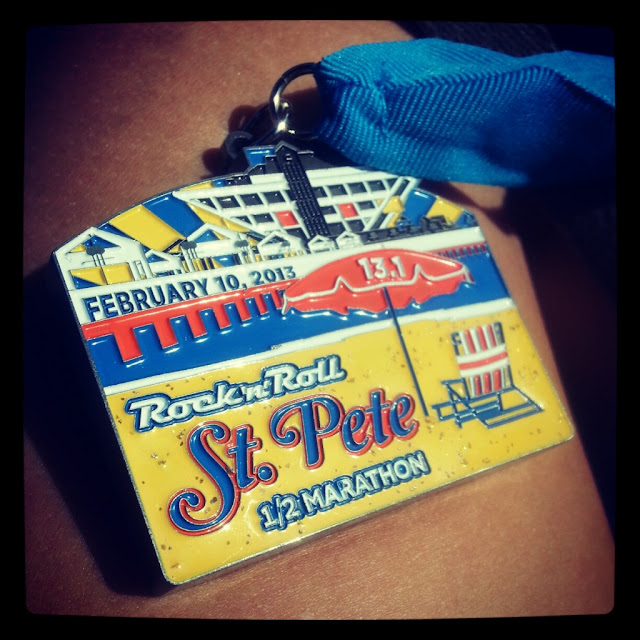 13.1
FEBRUARY 10, 2013
Rock 'n' Roll
St. Pete
1/2 MARATHON